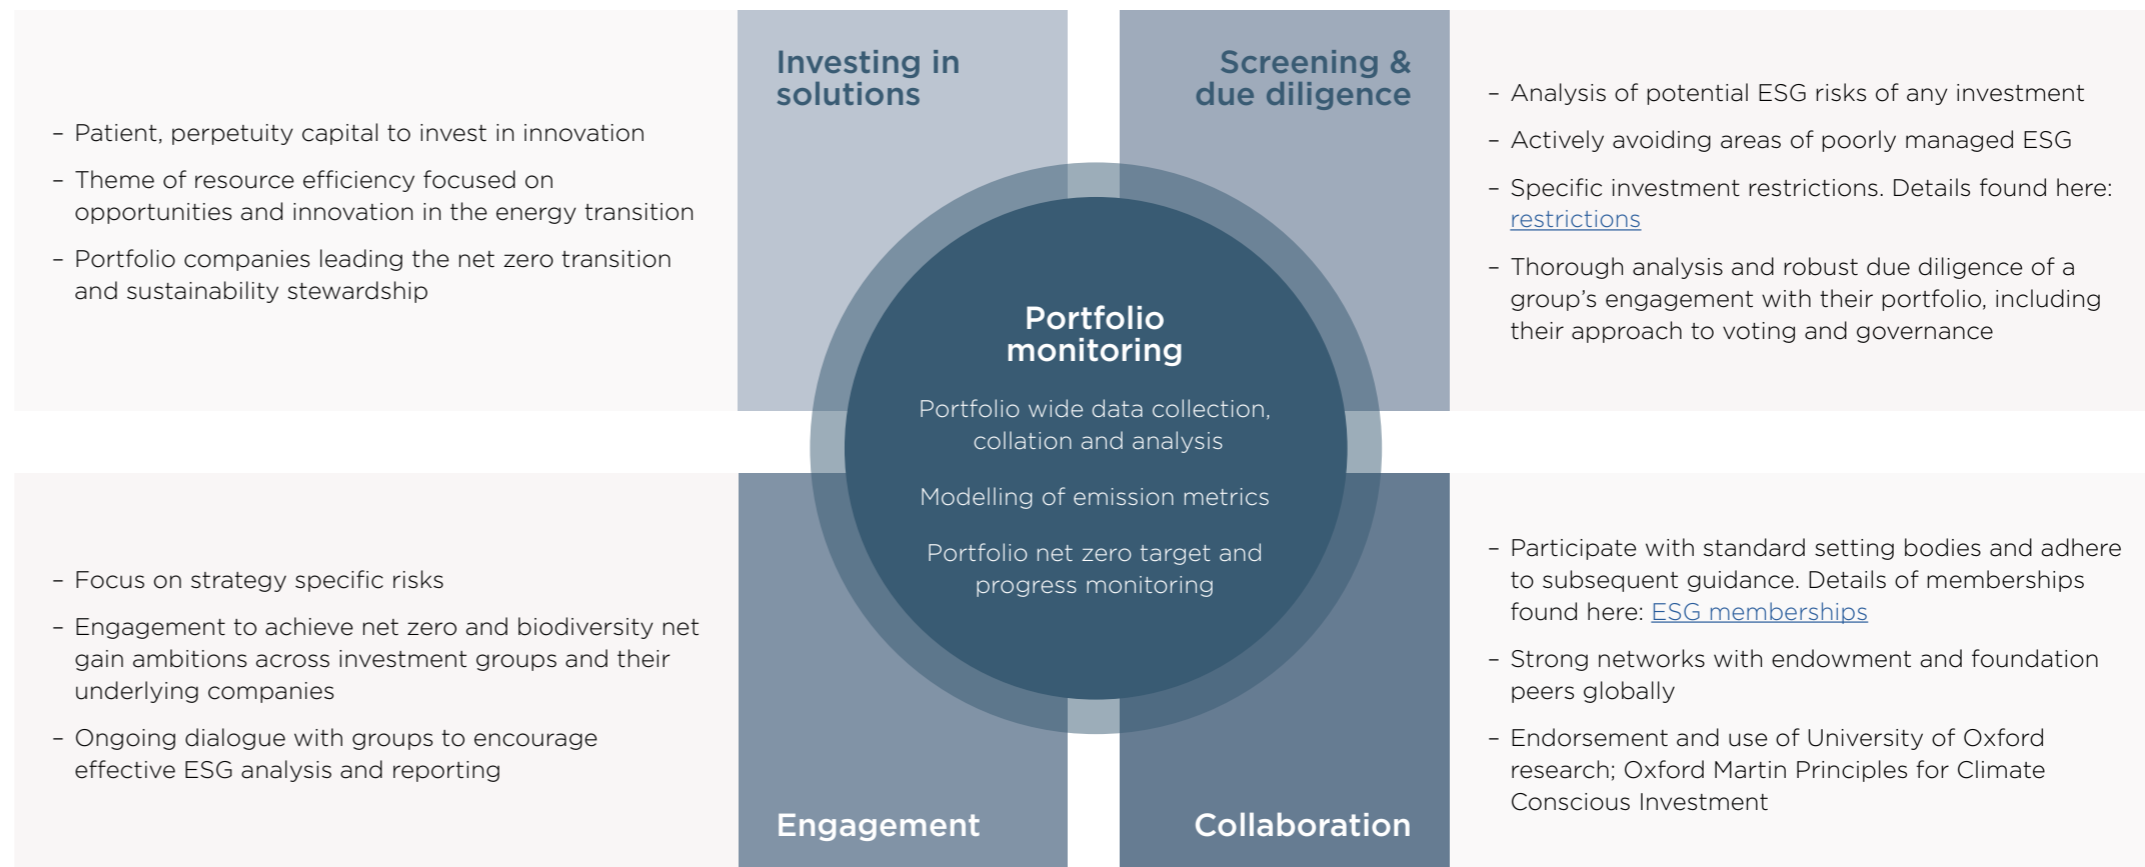 Investing in
solutions
– Patient, perpetuity capital to invest in innovation
– Theme of resource efficiency focused on
opportunities and innovation in the energy transition
– Portfolio companies leading the net zero transition
and sustainability stewardship
Screening &
due diligence
– Analysis of potential ESG risks of any investment
– Actively avoiding areas of poorly managed ESG
– Specific investment restrictions. Details found here:
restrictions
– Thorough analysis and robust due diligence of a
group’s engagement with their portfolio, including
their approach to voting and governance
Portfolio
monitoring
Portfolio wide data collection,
collation and analysis
Modelling of emission metrics
Portfolio net zero target and
progress monitoring
– Focus on strategy specific risks
– Engagement to achieve net zero and biodiversity net
gain ambitions across investment groups and their
underlying companies
– Ongoing dialogue with groups to encourage
effective ESG analysis and reporting
Engagement
– Participate with standard setting bodies and adhere
to subsequent guidance. Details of memberships
found here: ESG memberships
– Strong networks with endowment and foundation
peers globally
– Endorsement and use of University of Oxford
research; Oxford Martin Principles for Climate
Conscious Investment
Collaboration